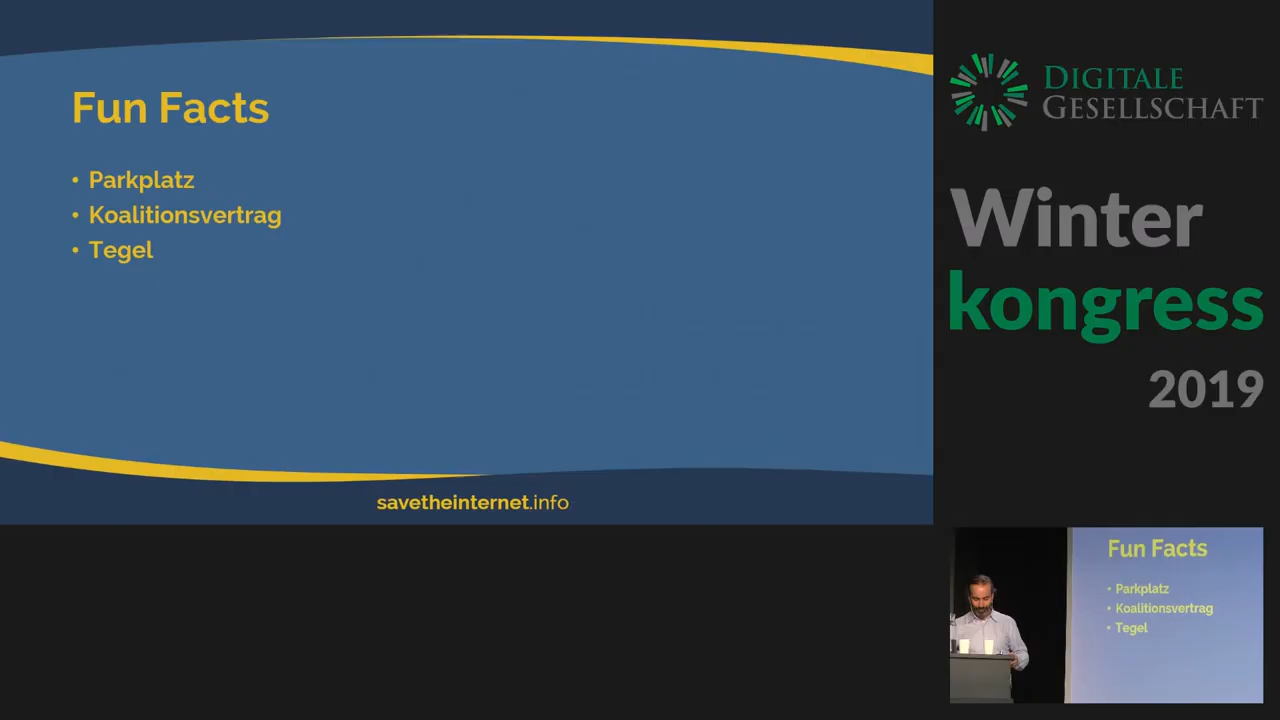 Fun Facts
• Parkplatz
• Koalitionsvertrag
• Tegel
savetheinternet.info
DIGITALE
GESELLSCHAFT
Winter
kongress
2019
Fun Facts
• Parkplatz
• Koalitionsvertrag
• Tegel